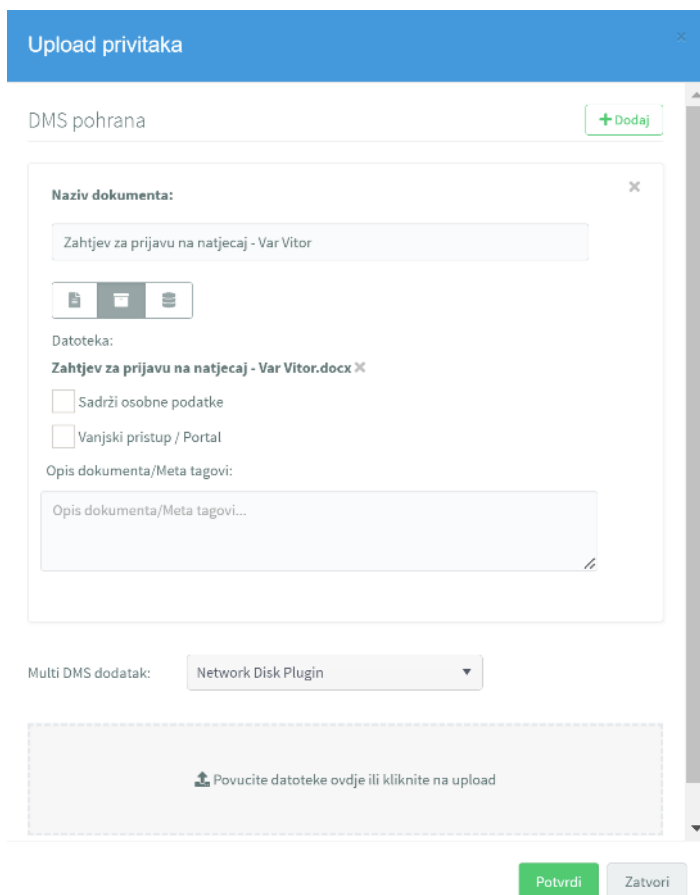 Upload privitaka
DMS pohrana
Dodaj
Naziv dokumenta:
Zahtjev za prijavu na natjecaj - Var Vitor
Datoteka:
Zahtjev za prijavu na natjecaj - Var Vitor.docx
Sadrži osobne podatke
Vanjski pristup / Portal
Opis dokumenta/Meta tagovi:
Opis dokumenta/Meta tagovi...
Multi DMS dodatak:
Network Disk Plugin
Povucite datoteke ovdje ili kliknite na upload
Potvrdi
Zatvori